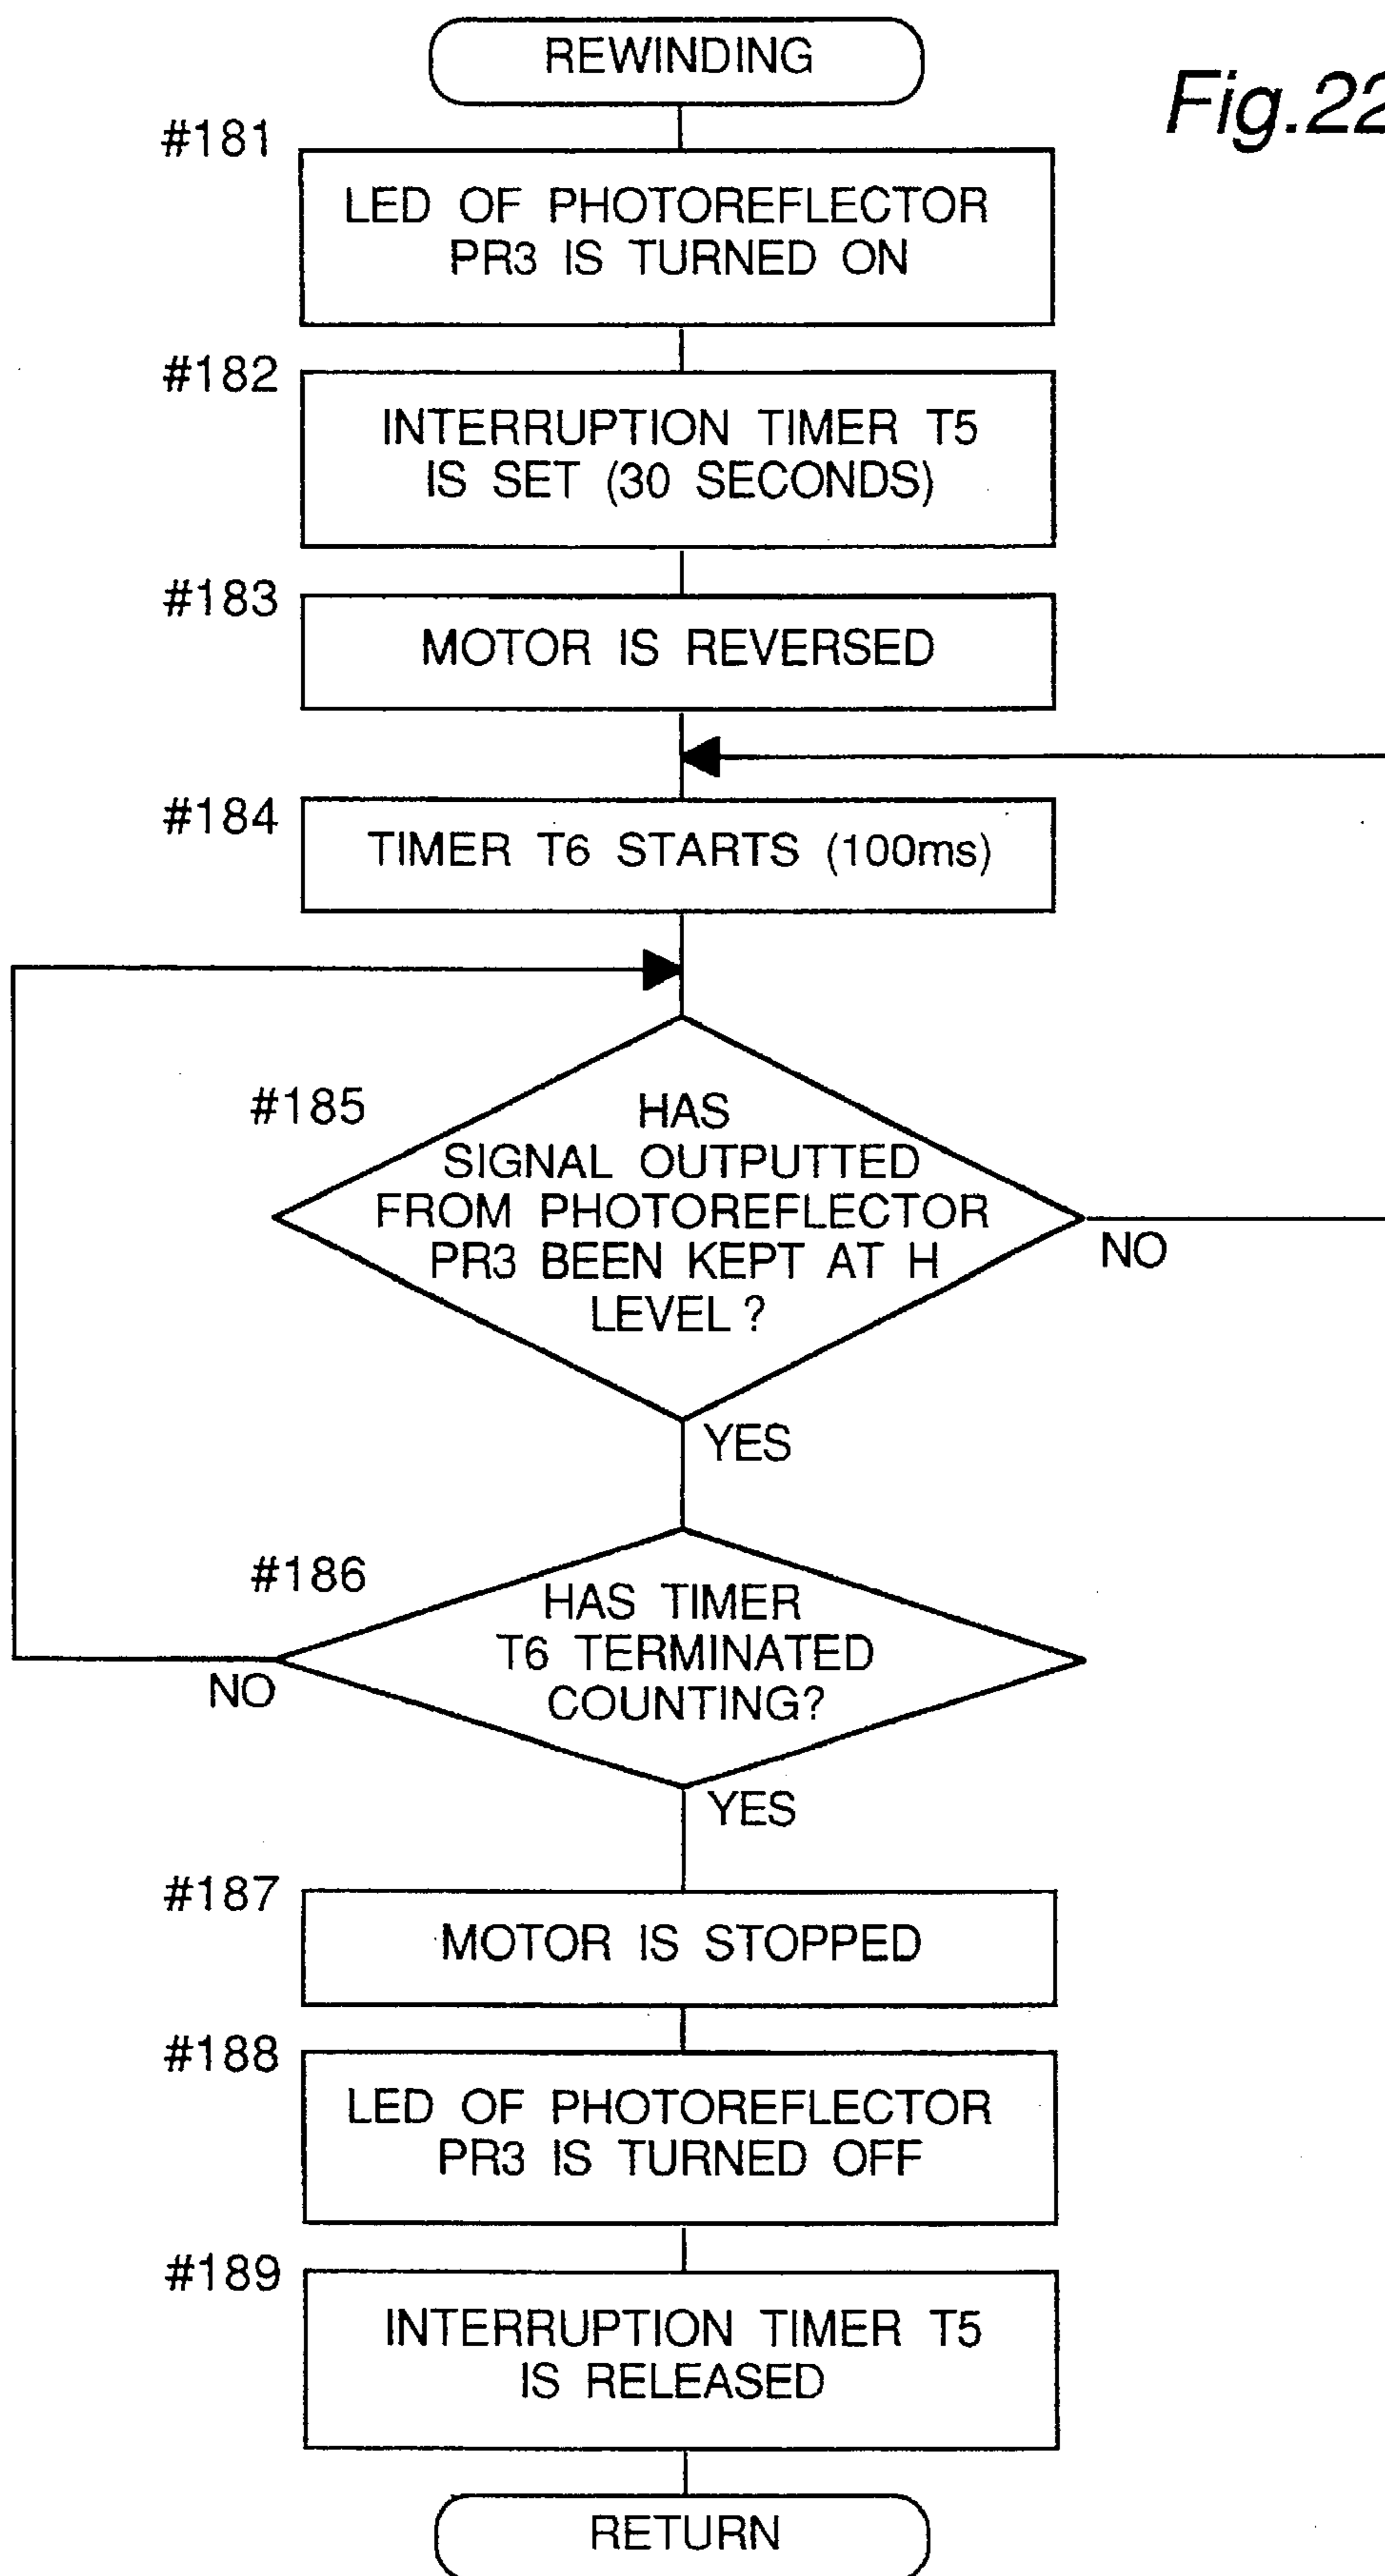 REWINDING
Fig.22
#181
LED OF PHOTOREFLECTOR
PR3 IS TURNED ON
#182
INTERRUPTION TIMER T5
IS SET (30 SECONDS)
#183
MOTOR IS REVERSED
#184
TIMER T6 STARTS (100ms)
#185
HAS
SIGNAL OUTPUTTED
FROM PHOTOREFLECTOR
PR3 BEEN KEPT AT H
LEVEL ?
NO
YES
#186
HAS TIMER
T6 TERMINATED
COUNTING?
NO
YES
#187
MOTOR IS STOPPED
#188
LED OF PHOTOREFLECTOR
PR3 IS TURNED OFF
#189
INTERRUPTION TIMER T5
IS RELEASED
RETURN